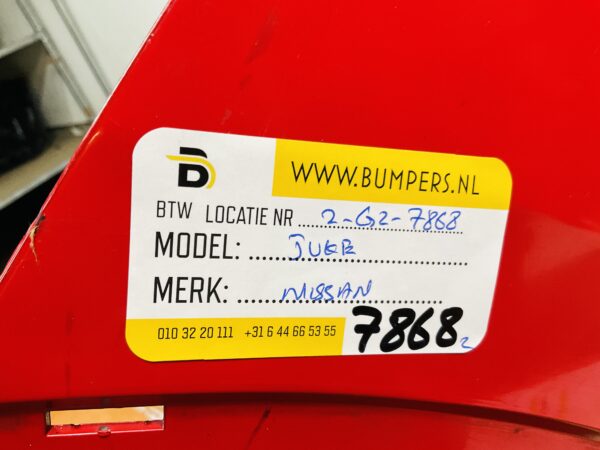 WWW.BUMPERS.NL
BTW LOCATIE NR 2-G2-7868
MODEL: JUKE
MERK: NISSAN
010 32 20 111 +31 6 44 66 53 55 7868 2